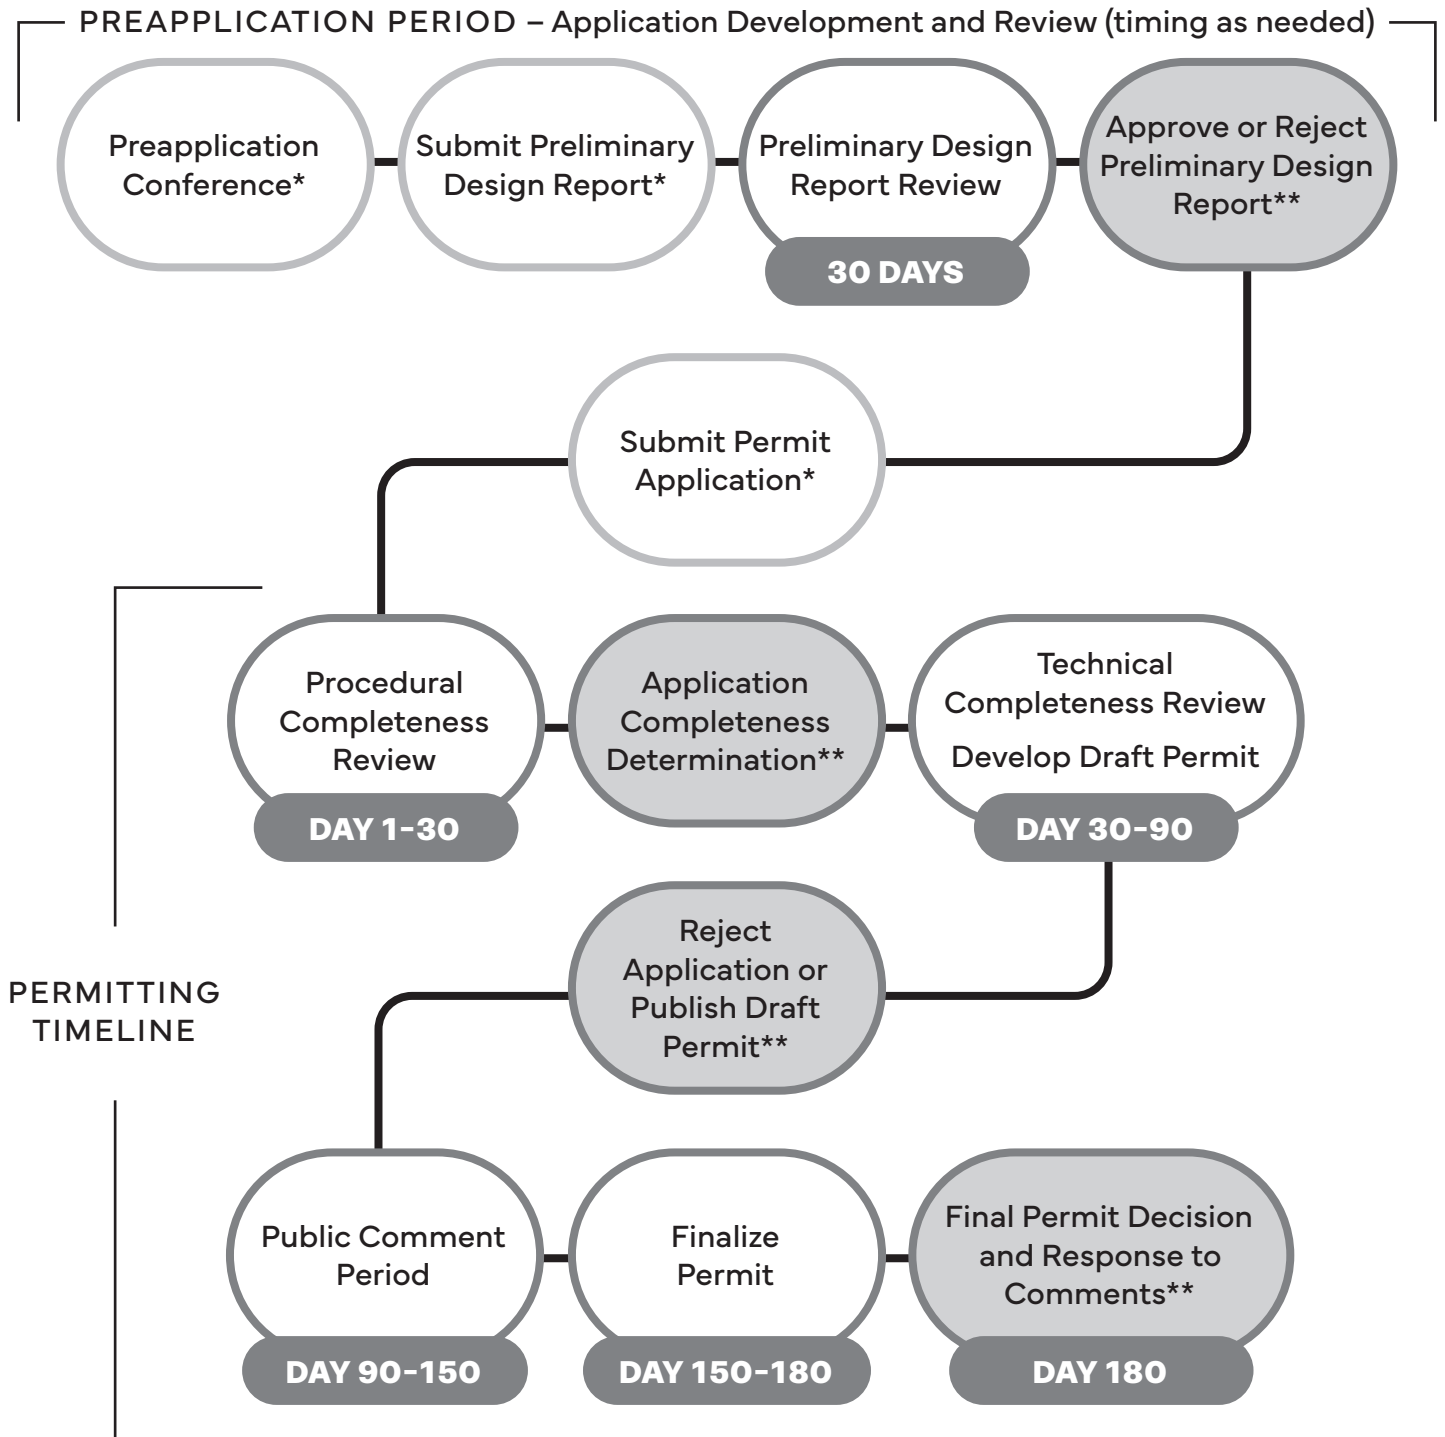 PREAPPLICATION PERIOD – Application Development and Review (timing as needed)
Preapplication
Conference*
Submit Preliminary
Design Report*
Preliminary Design
Report Review
30 DAYS
Approve or Reject
Preliminary Design
Report**
Submit Permit
Application*
PERMITTING
TIMELINE
Procedural
Completeness
Review
DAY 1-30
Application
Completeness
Determination**
Technical
Completeness Review
Develop Draft Permit
DAY 30-90
Reject
Application or
Publish Draft
Permit**
Public Comment
Period
DAY 90-150
Finalize
Permit
DAY 150-180
Final Permit Decision
and Response to
Comments**
DAY 180